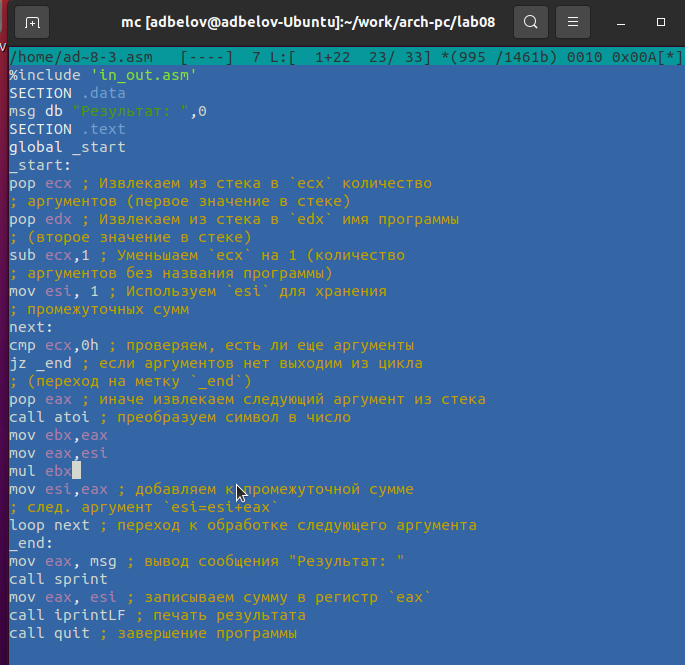 mc [adbelov@adbelov-Ubuntu]:~/work/arch-pc/lab08
/home/ad~8-3.asm   [----]  7 L:[  1+22  23/ 33] *(995 /1461b) 0010 0x00A[*]
%include 'in_out.asm'
SECTION .data
msg db "Результат: ",0
SECTION .text
global _start
_start:
pop ecx ; Извлекаем из стека в `ecx` количество
; аргументов (первое значение в стеке)
pop edx ; Извлекаем из стека в `edx` имя программы
; (второе значение в стеке)
sub ecx,1 ; Уменьшаем `ecx` на 1 (количество
; аргументов без названия программы)
mov esi, 1 ; Используем `esi` для хранения
; промежуточных сумм
next:
cmp ecx,0h ; проверяем, есть ли еще аргументы
jz _end ; если аргументов нет выходим из цикла
; (переход на метку `_end`)
pop eax ; иначе извлекаем следующий аргумент из стека
call atoi ; преобразуем символ в число
mov ebx,eax
mov eax,esi
mul ebx
mov esi,eax ; добавляем к промежуточной сумме
; след. аргумент `esi=esi+eax`
loop next ; переход к обработке следующего аргумента
_end:
mov eax, msg ; вывод сообщения "Результат: "
call sprint
mov eax, esi ; записываем сумму в регистр `eax`
call iprintLF ; печать результата
call quit ; завершение программы